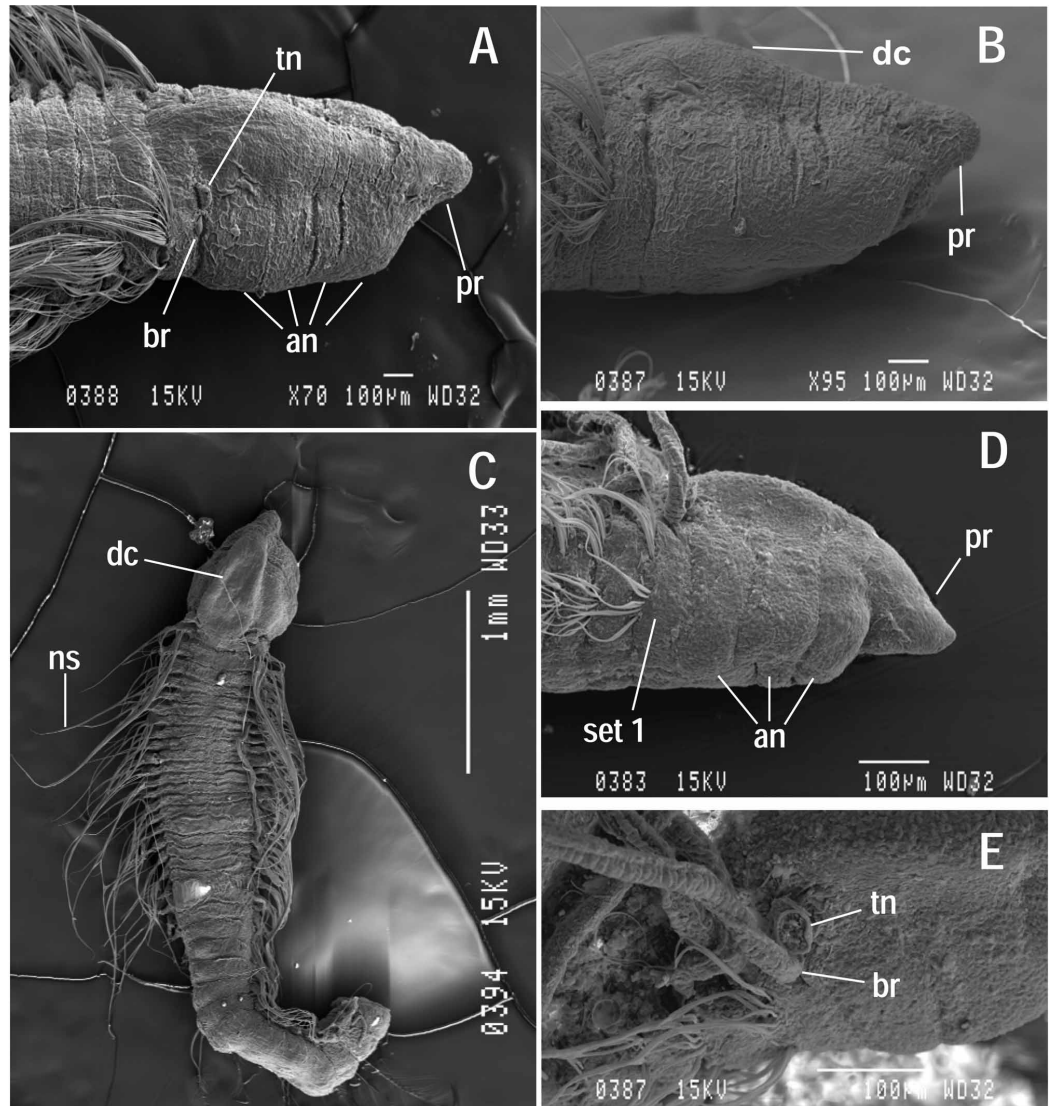 A
tn
br
an
pr
0388 15KV X70 100µm WD32
B
dc
pr
0387 15KV X95 100µm WD32
C
dc
ns
0394 15KV 1mm WD33
D
pr
set 1
an
0383 15KV 100µm WD32
E
tn
br
0387 15KV 100µm WD32